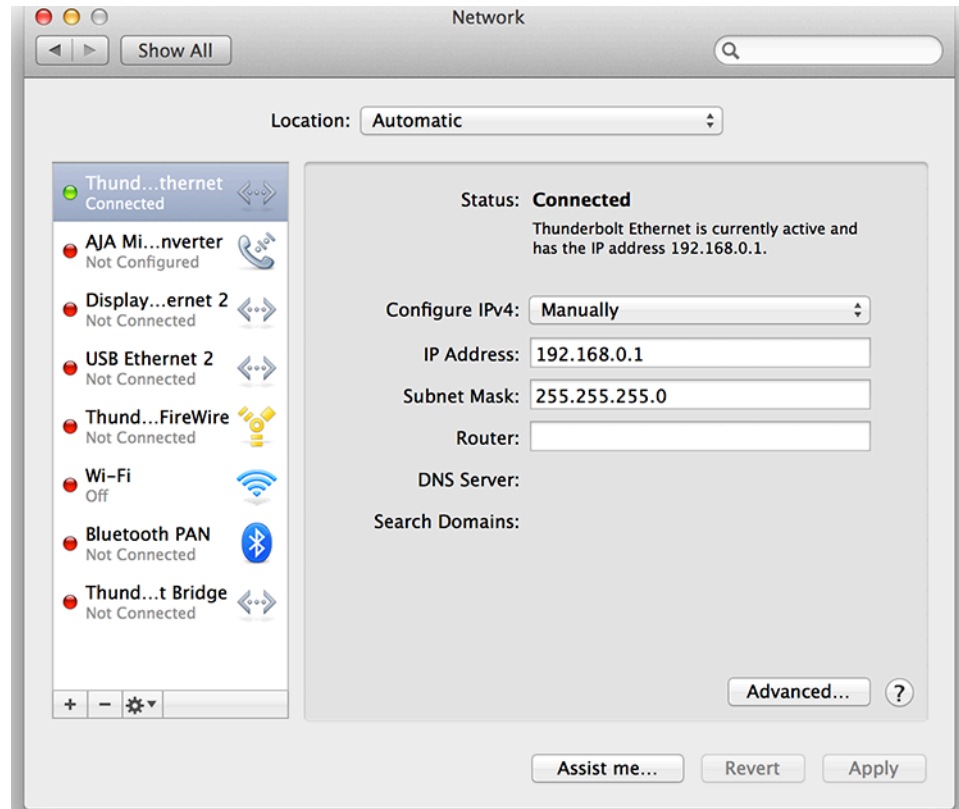 Network
Show All
Location: Automatic
Thund...thernet
Connected
AJA Mi...nverter
Not Configured
Display...ernet 2
Not Connected
USB Ethernet 2
Not Connected
Thund...FireWire
Not Connected
Wi-Fi
Off
Bluetooth PAN
Not Connected
Thund...t Bridge
Not Connected
Status: Connected
Thunderbolt Ethernet is currently active and
has the IP address 192.168.0.1.
Configure IPv4: Manually
IP Address: 192.168.0.1
Subnet Mask: 255.255.255.0
Router:
DNS Server:
Search Domains:
Advanced... ?
Assist me... Revert Apply